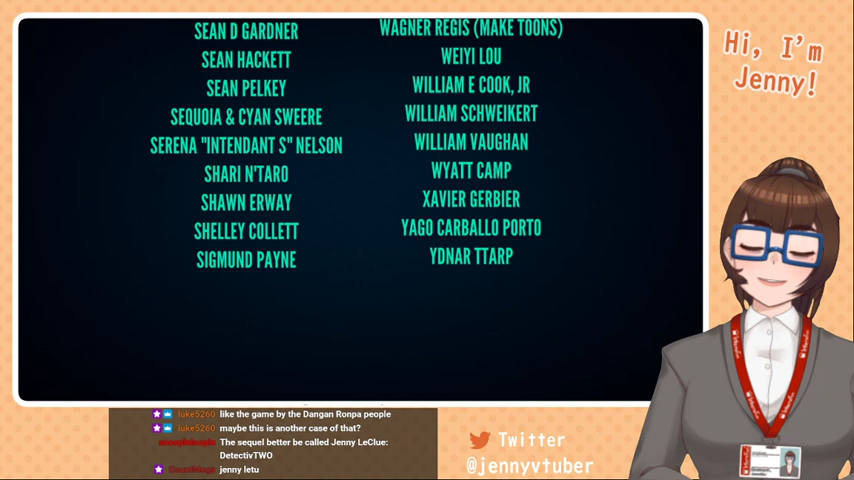 SEAN D GARDNER
SEAN HACKETT
SEAN PELKEY
SEQUOIA & CYAN SWEERE
SERENA "INTENDANT S" NELSON
SHARI N'TARO
SHAWN ERWAY
SHELLEY COLLETT
SIGMUND PAYNE
WAGNER REGIS (MAKE TOONS)
WEIYI LOU
WILLIAM E COOK, JR
WILLIAM SCHWEIKERT
WILLIAM VAUGHAN
WYATT CAMP
XAVIER GERBIER
YAGO CARBALLO PORTO
YDNAR TTARP
Hi, I'm
Jenny!
luke5260 like the game by the Dangan Ronpa people
luke5260 maybe this is another case of that?
The sequel better be called Jenny LeClue:
DetectivTWO
jenny letu
Twitter
@jennyvtuber